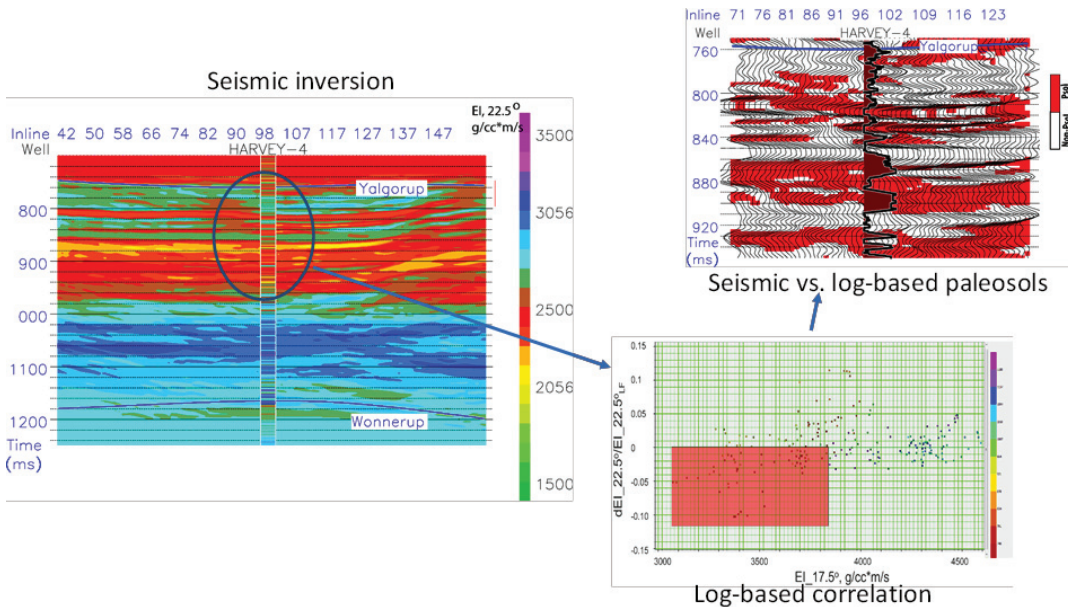 Seismic inversion
EI, 22.5°
g/cc*m/s
Inline 42 50 58 66 74 82 90 98 107 117 127 137 147
Well HARVEY-4
3500
Yalgorup
800
3056
900
2500
000
1100
2056
1200
Wonnerup
Time
(ms)
1500
Inline 71 76 81 86 91 96 102 109 116 123
Well HARVEY-4
760 Yalgorup
800
840
880
920
Time
(ms)
Psol
Non-Psol
Seismic vs. log-based paleosols
0.15
0.1
0.05
0
-0.05
-0.10
-0.15
dEI_22.5°/EI_22.5°LF
3000 3500 4000 4500
EI_17.5°, g/cc*m/s
Log-based correlation